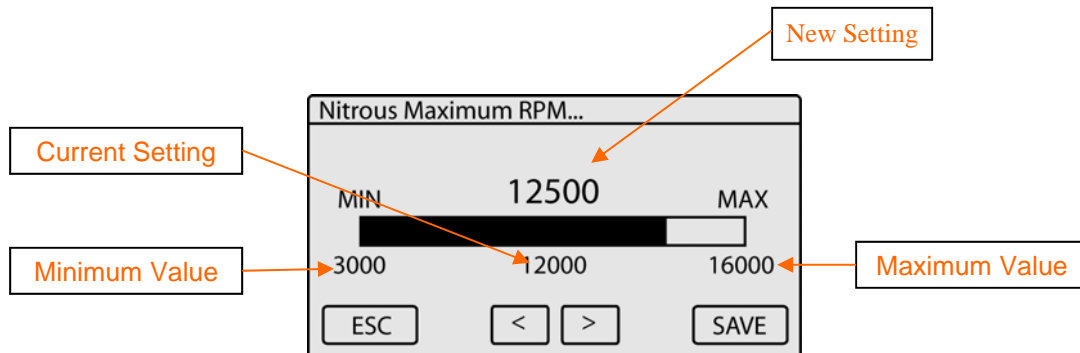 New Setting
Nitrous Maximum RPM...
Current Setting
12500
MIN
MAX
Minimum Value
3000
12000
16000
Maximum Value
ESC
<
>
SAVE